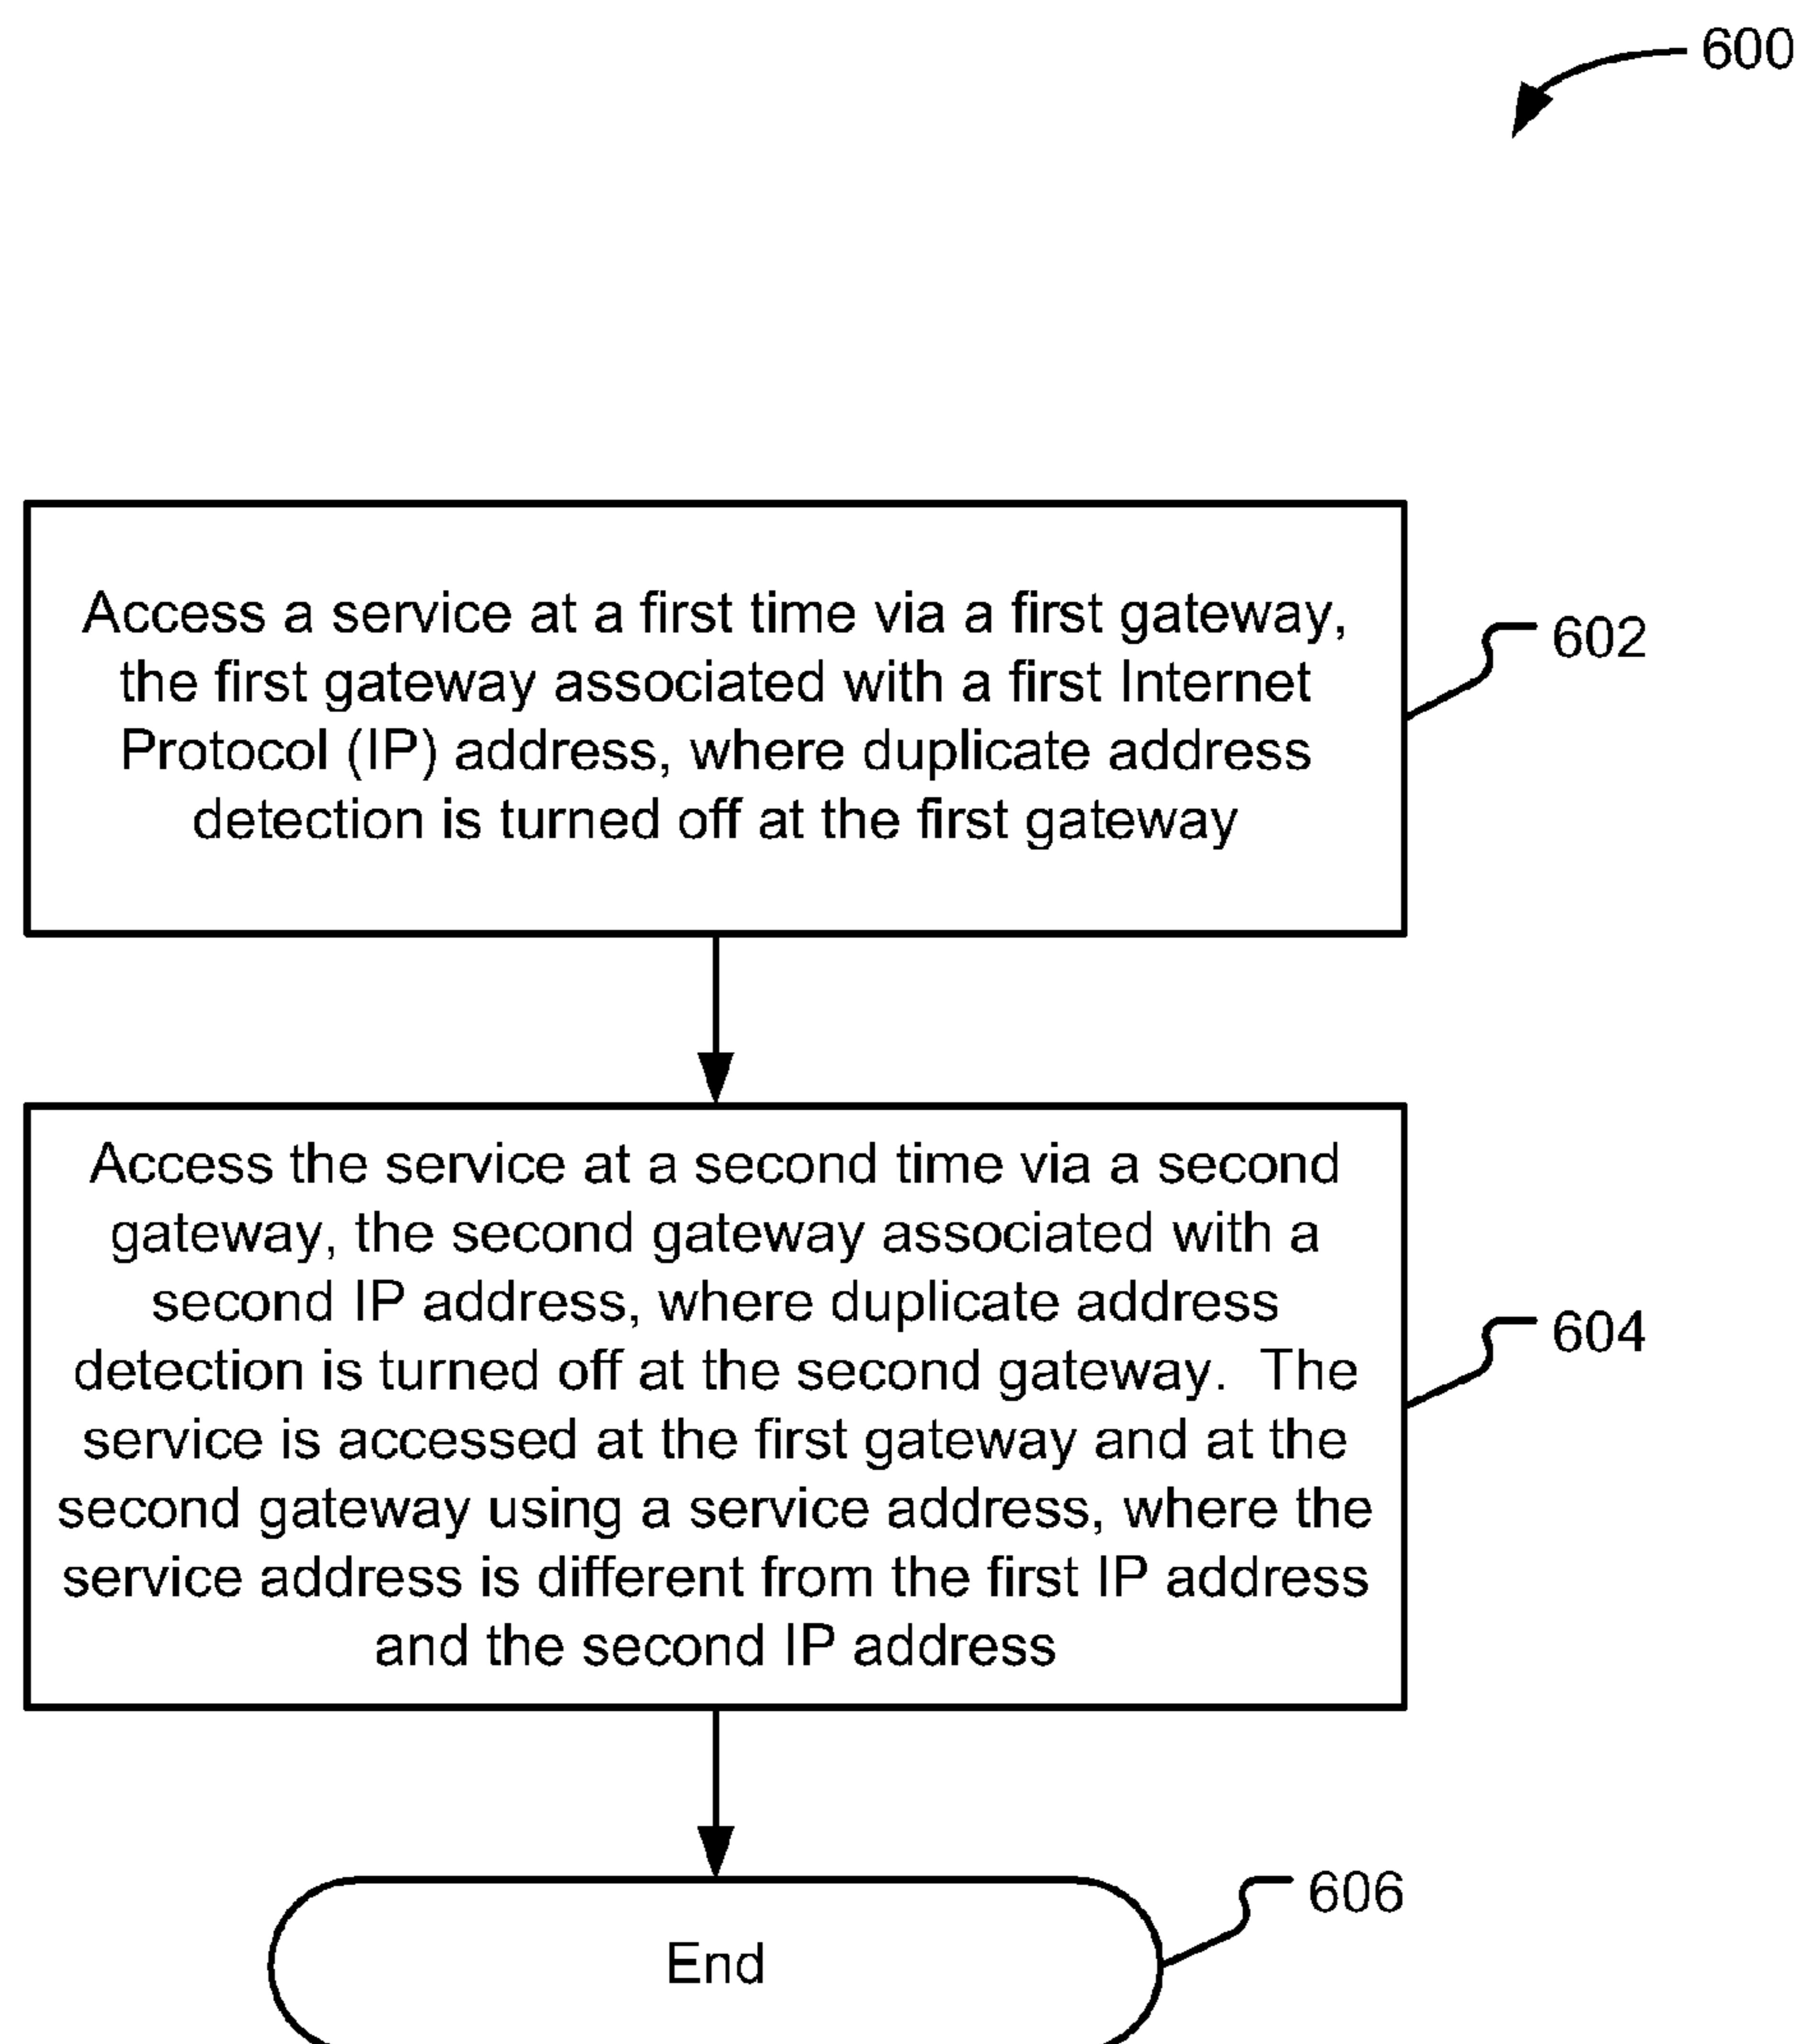 600
Access a service at a first time via a first gateway,
the first gateway associated with a first Internet
Protocol (IP) address, where duplicate address
detection is turned off at the first gateway
602
Access the service at a second time via a second
gateway, the second gateway associated with a
second IP address, where duplicate address
detection is turned off at the second gateway.  The
service is accessed at the first gateway and at the
second gateway using a service address, where the
service address is different from the first IP address
and the second IP address
604
End
606